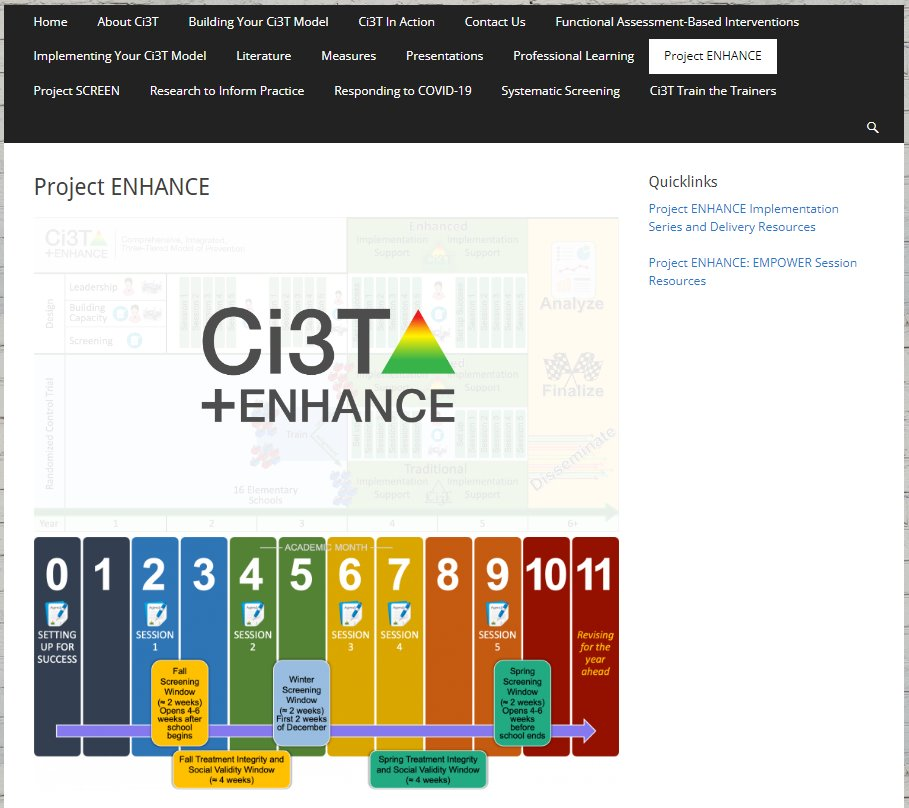 Home About Ci3T Building Your Ci3T Model Ci3T In Action Contact Us Functional Assessment-Based Interventions
Implementing Your Ci3T Model Literature Measures Presentations Professional Learning Project ENHANCE
Project SCREEN Research to Inform Practice Responding to COVID-19 Systematic Screening Ci3T Train the Trainers
Project ENHANCE
Quicklinks
Project ENHANCE Implementation
Series and Delivery Resources
Project ENHANCE: EMPOWER Session
Resources
Ci3T
+ENHANCE
Comprehensive, Integrated,
Three-Tiered Model of Prevention
Enhanced
Implementation Support
Implementation Support
Design
Leadership
Building
Capacity
Screening
Analyze
Ci3T
+ENHANCE
Finalize
Randomized Control Trial
Implementation
Support
Train
Disseminate
Traditional
Implementation Support
Implementation Support
16 Elementary
Schools
Year 1 2 3 4 5 6+
ACADEMIC MONTH
0 1 2 3 4 5 6 7 8 9 10 11
SETTING
UP FOR
SUCCESS
SESSION
1
SESSION
2
SESSION
3
SESSION
4
SESSION
5
Revising
for the
year
ahead
Fall
Screening
Window
(≈ 2 weeks)
Opens 4-6
weeks after
school
begins
Winter
Screening
Window
(≈ 2 weeks)
First 2 weeks
of December
Spring
Screening
Window
(≈ 2 weeks)
Opens 4-6
weeks
before
school ends
Fall Treatment Integrity and
Social Validity Window
(≈ 4 weeks)
Spring Treatment Integrity
and Social Validity Window
(≈ 4 weeks)